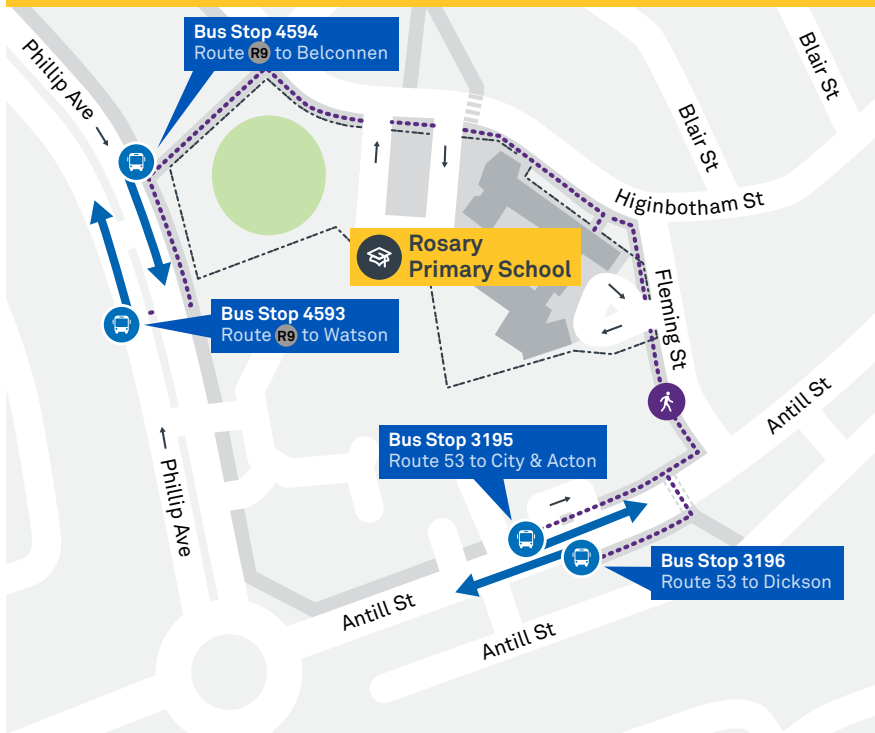 Bus Stop 4594
Route R9 to Belconnen
Phillip Ave
Blair St
Blair St
Higinbotham St
Rosary
Primary School
Fleming St
Bus Stop 4593
Route R9 to Watson
Antill St
Bus Stop 3195
Route 53 to City & Acton
Phillip Ave
Bus Stop 3196
Route 53 to Dickson
Antill St
Antill St